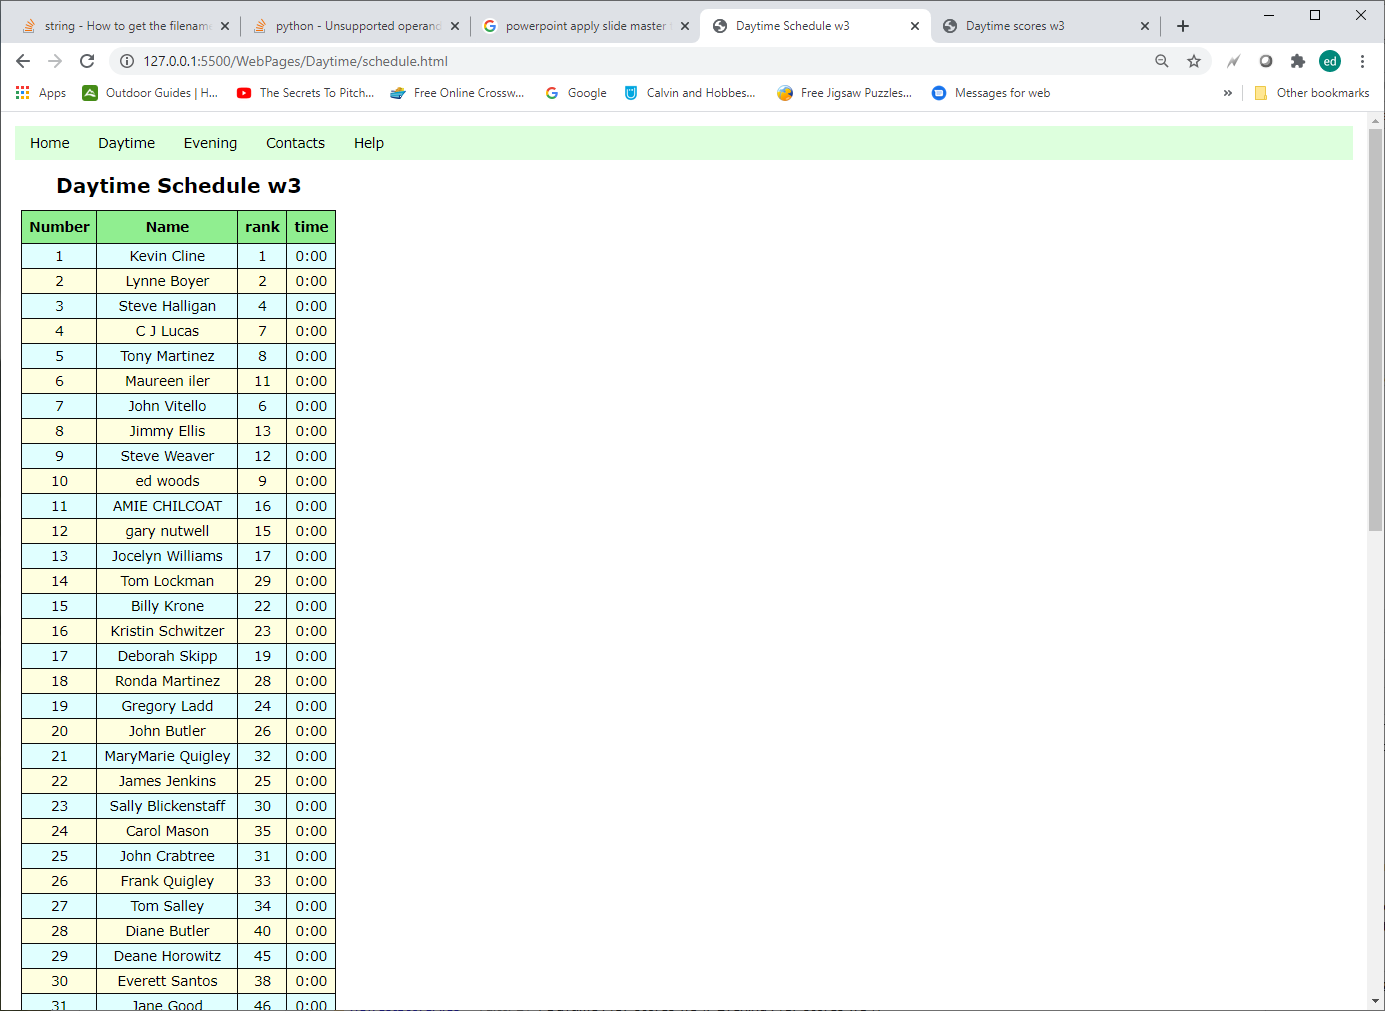 string - How to get the filename
python - Unsupported operand
powerpoint apply slide master
Daytime Schedule w3
Daytime scores w3
127.0.0.1:5500/WebPages/Daytime/schedule.html
ed
Apps
Outdoor Guides | H...
The Secrets To Pitch...
Free Online Crossw...
Google
Calvin and Hobbes...
Free Jigsaw Puzzles...
Messages for web
»
Other bookmarks
Home Daytime Evening Contacts Help
Daytime Schedule w3
Number Name rank time
1 Kevin Cline 1 0:00
2 Lynne Boyer 2 0:00
3 Steve Halligan 4 0:00
4 C J Lucas 7 0:00
5 Tony Martinez 8 0:00
6 Maureen iler 11 0:00
7 John Vitello 6 0:00
8 Jimmy Ellis 13 0:00
9 Steve Weaver 12 0:00
10 ed woods 9 0:00
11 AMIE CHILCOAT 16 0:00
12 gary nutwell 15 0:00
13 Jocelyn Williams 17 0:00
14 Tom Lockman 29 0:00
15 Billy Krone 22 0:00
16 Kristin Schwitzer 23 0:00
17 Deborah Skipp 19 0:00
18 Ronda Martinez 28 0:00
19 Gregory Ladd 24 0:00
20 John Butler 26 0:00
21 MaryMarie Quigley 32 0:00
22 James Jenkins 25 0:00
23 Sally Blickenstaff 30 0:00
24 Carol Mason 35 0:00
25 John Crabtree 31 0:00
26 Frank Quigley 33 0:00
27 Tom Salley 34 0:00
28 Diane Butler 40 0:00
29 Deane Horowitz 45 0:00
30 Everett Santos 38 0:00
31 Jane Good 46 0:00